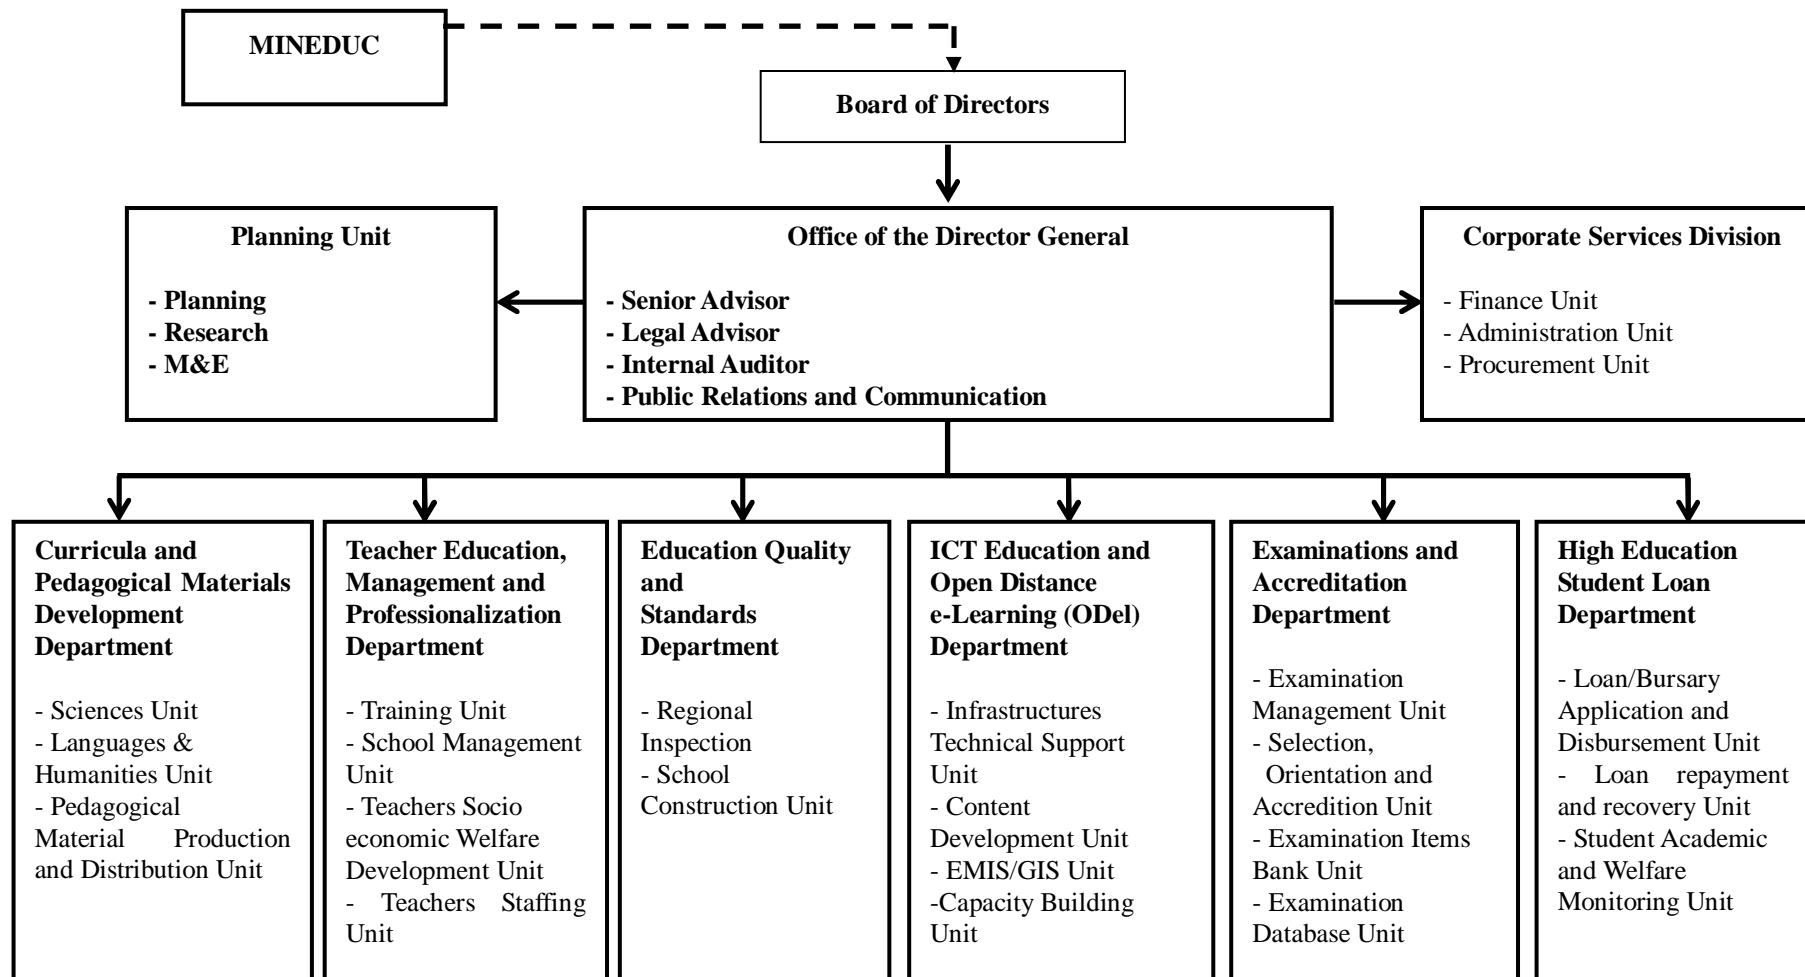 MINEDUC
Board of Directors
Planning Unit
- Planning
- Research
- M&E
Office of the Director General
- Senior Advisor
- Legal Advisor
- Internal Auditor
- Public Relations and Communication
Corporate Services Division
- Finance Unit
- Administration Unit
- Procurement Unit
Curricula and
Pedagogical Materials
Development
Department
- Sciences Unit
- Languages &
Humanities Unit
- Pedagogical
Material Production
and Distribution Unit
Teacher Education,
Management and
Professionalization
Department
- Training Unit
- School Management
Unit
- Teachers Socio
economic Welfare
Development Unit
- Teachers Staffing
Unit
Education Quality
and
Standards
Department
- Regional
Inspection
- School
Construction Unit
ICT Education and
Open Distance
e-Learning (ODel)
Department
- Infrastructures
Technical Support
Unit
- Content
Development Unit
- EMIS/GIS Unit
-Capacity Building
Unit
Examinations and
Accreditation
Department
- Examination
Management Unit
- Selection,
Orientation and
Accredition Unit
- Examination Items
Bank Unit
- Examination
Database Unit
High Education
Student Loan
Department
- Loan/Bursary
Application and
Disbursement Unit
- Loan repayment
and recovery Unit
- Student Academic
and Welfare
Monitoring Unit